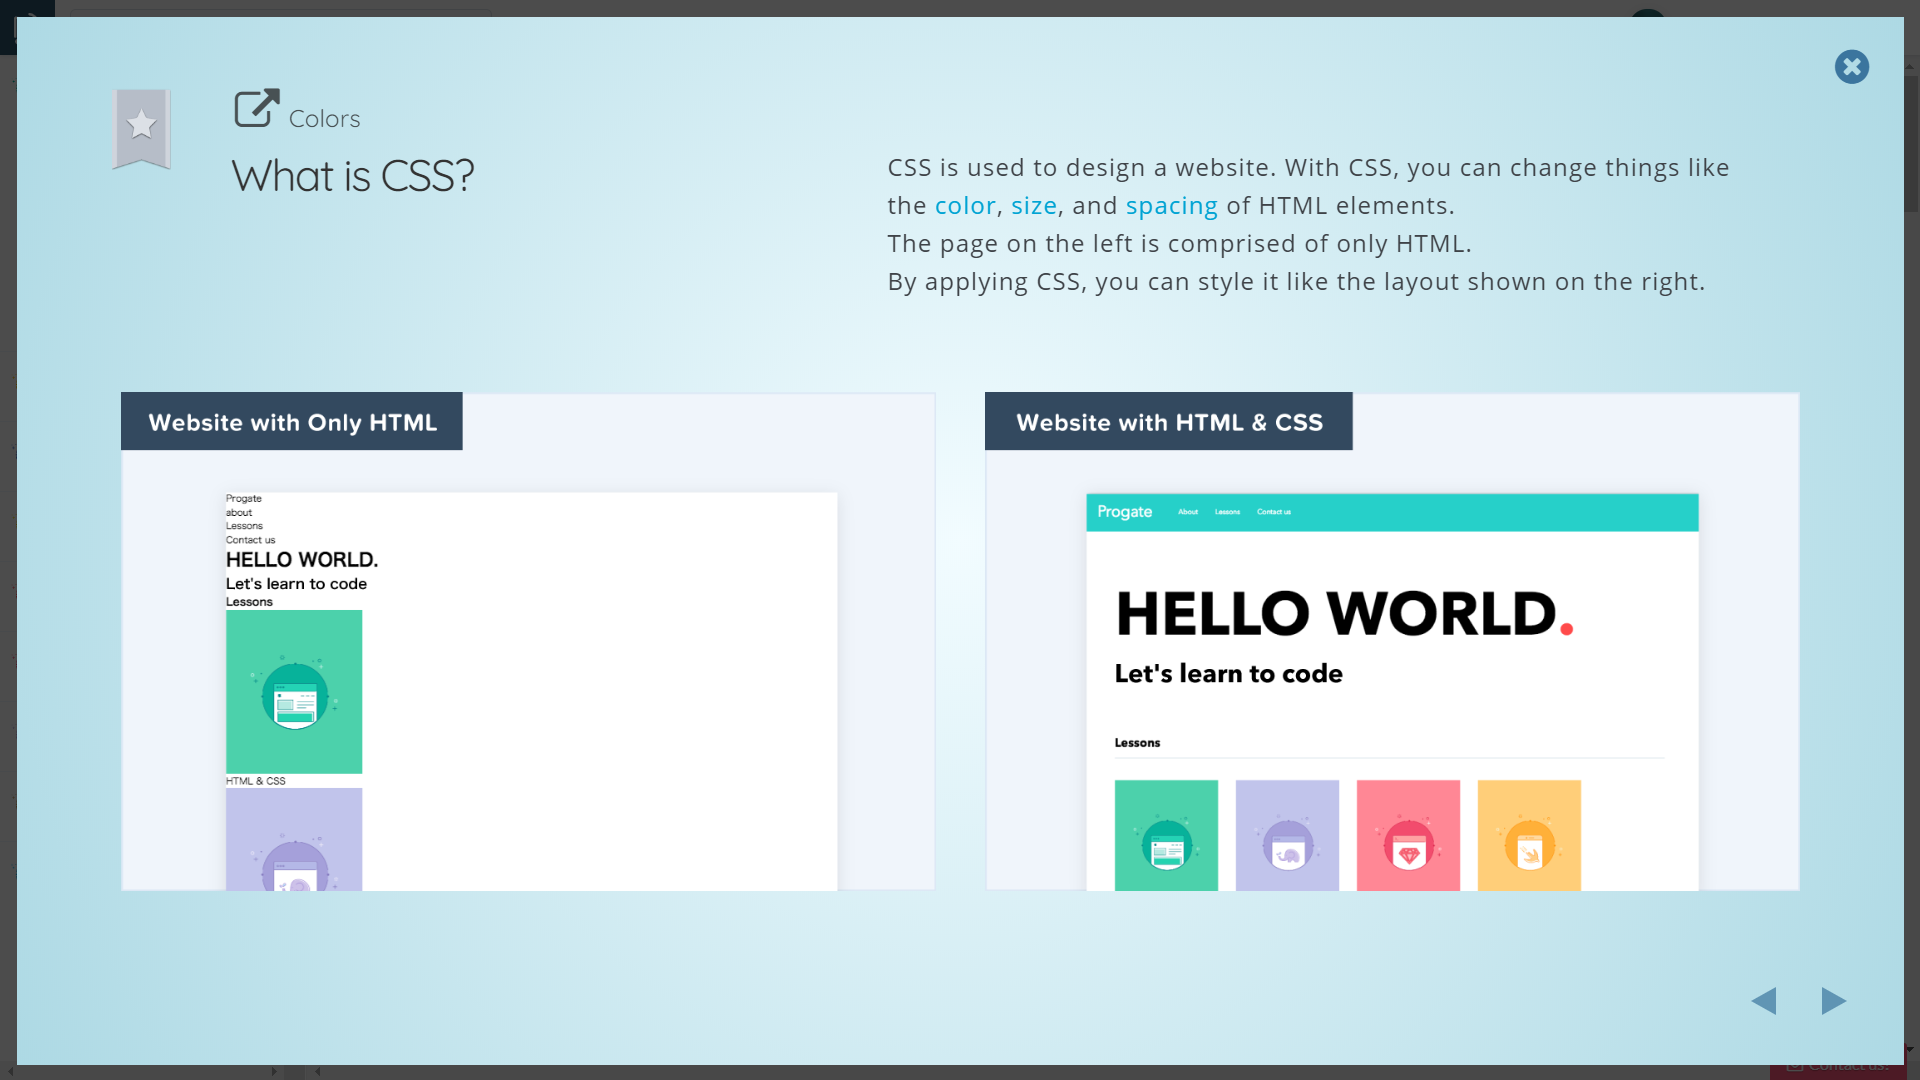 Colors
What is CSS?
CSS is used to design a website. With CSS, you can change things like
the color, size, and spacing of HTML elements.
The page on the left is comprised of only HTML.
By applying CSS, you can style it like the layout shown on the right.
Website with Only HTML
Progate
about
Lessons
Contact us
HELLO WORLD.
Let's learn to code
Lessons
HTML & CSS
Website with HTML & CSS
Progate About Lessons Contact us
HELLO WORLD.
Let's learn to code
Lessons
Contact us!